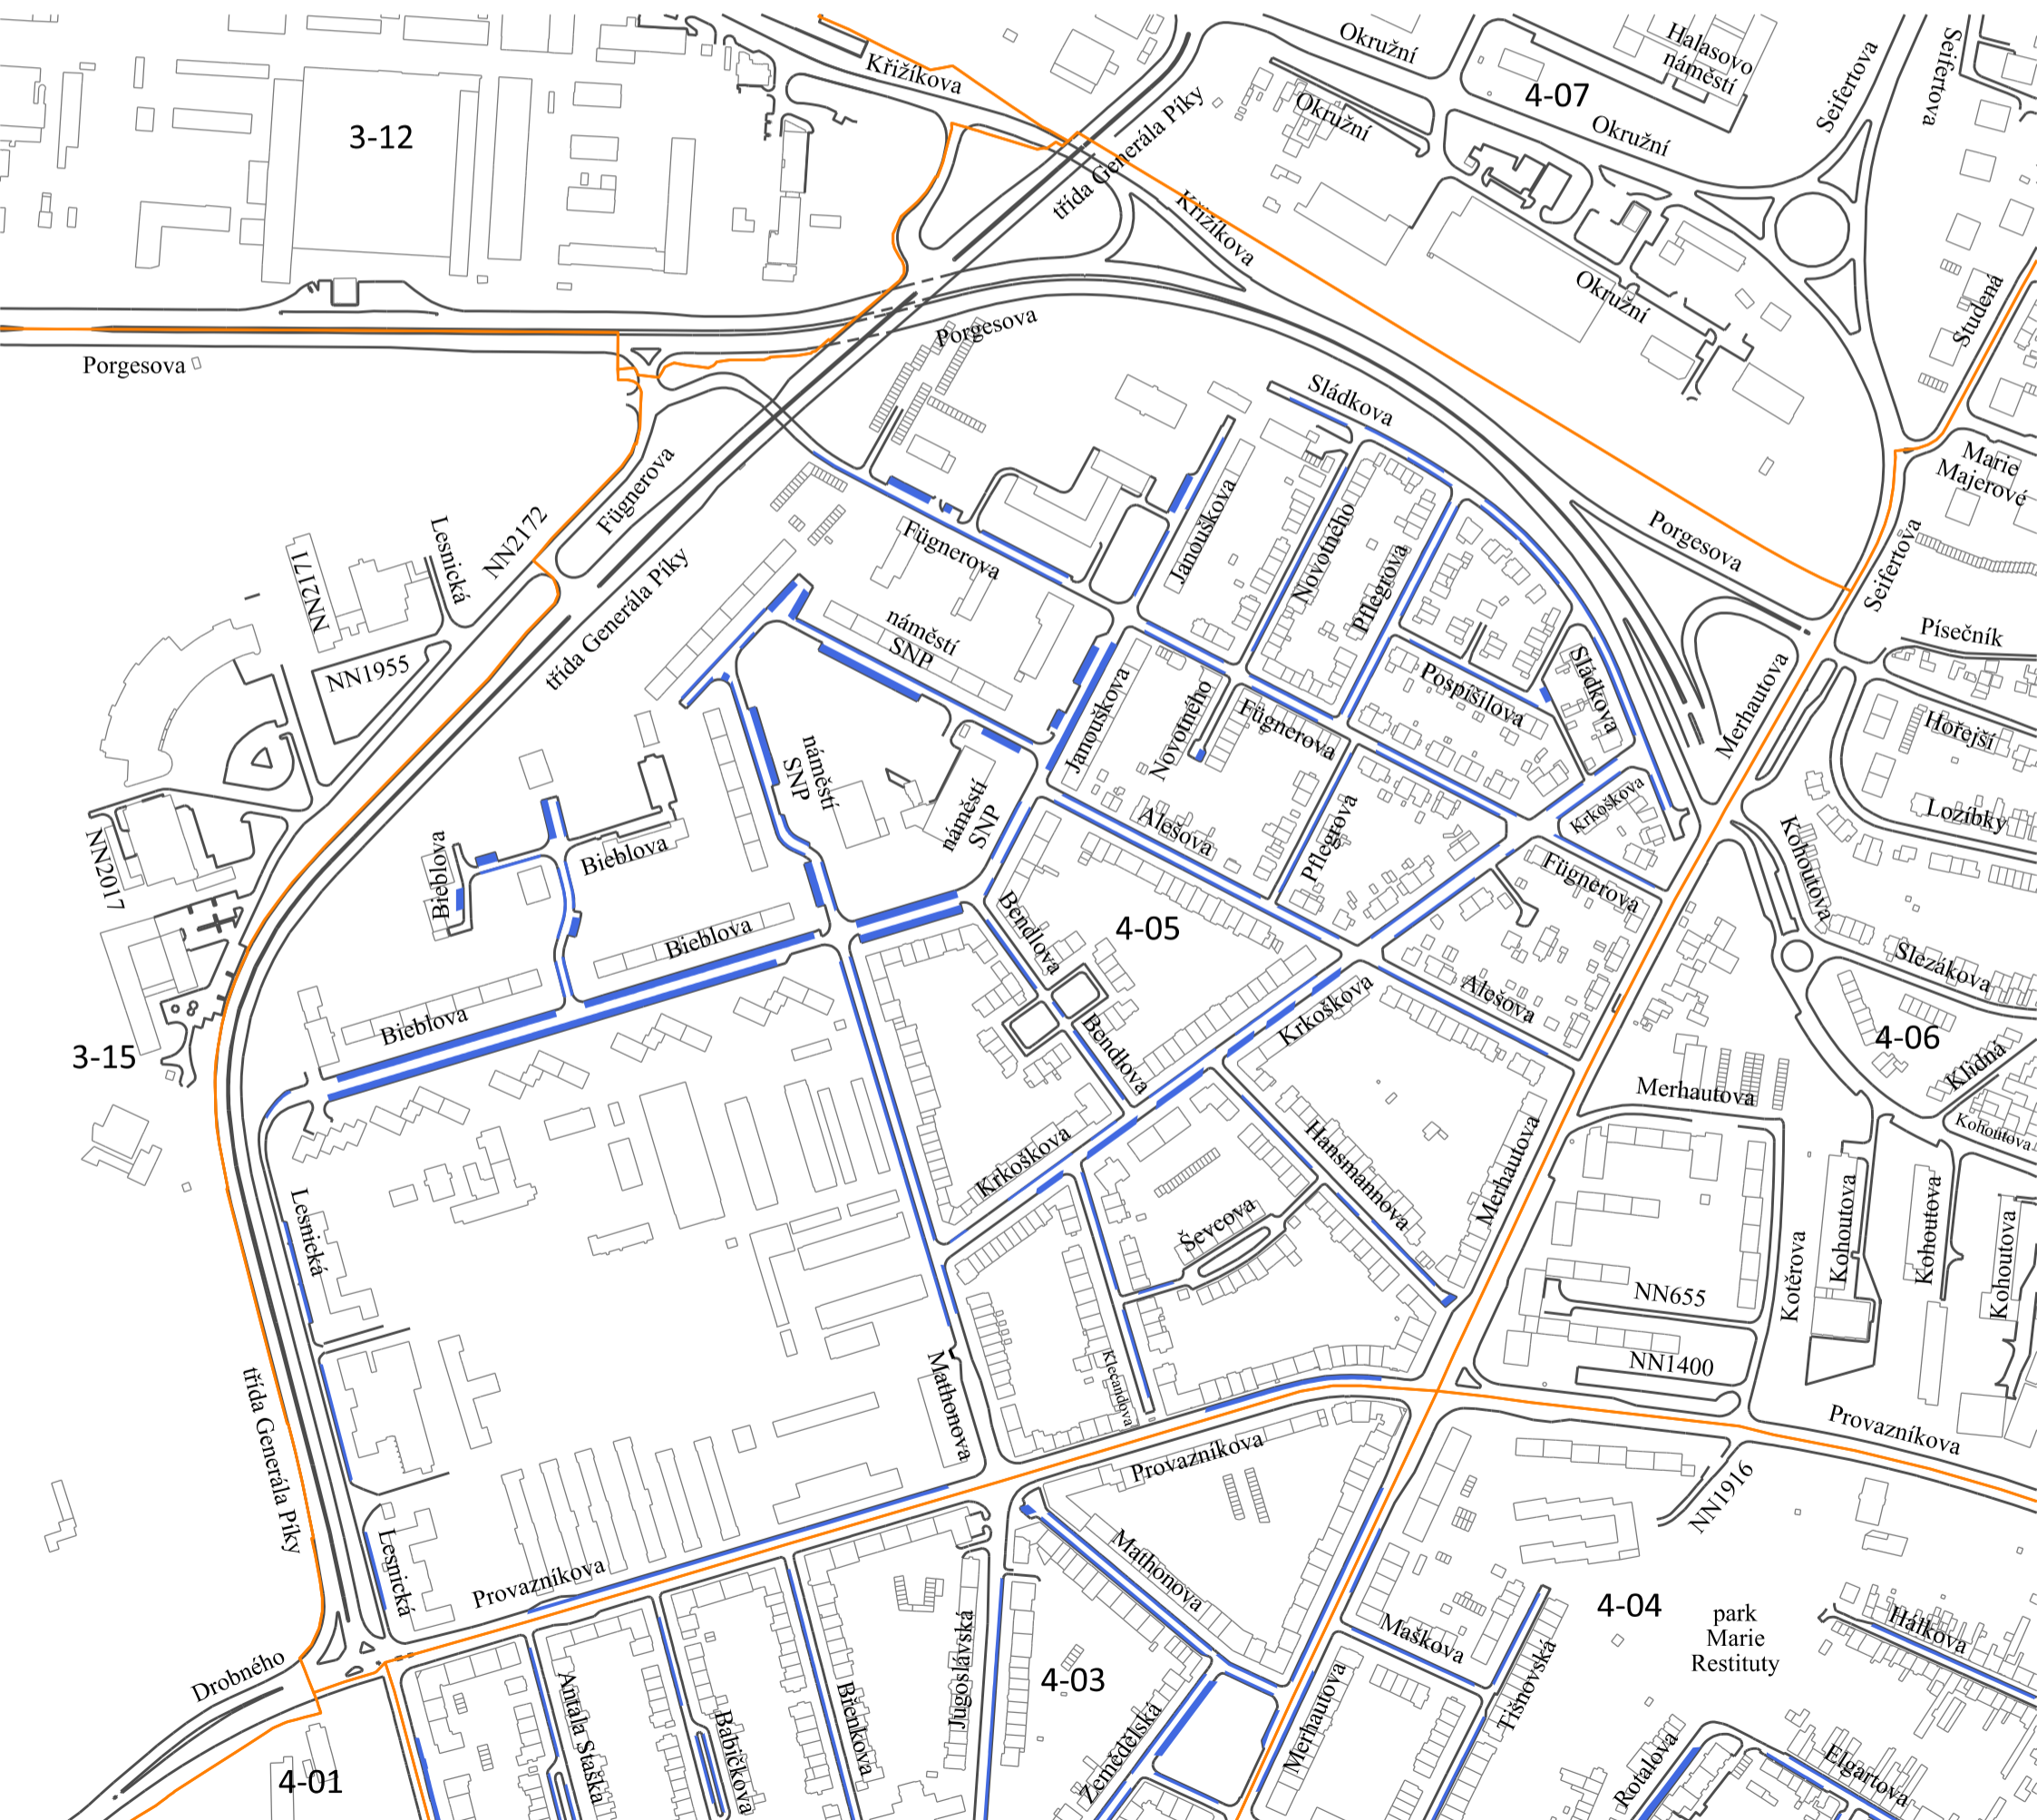 Křižíkova
Okružní
Halasovo
náměstí
Seifertova
Seifertova
3-12
4-07
třída Generála Píky
Okružní
Okružní
Křižíkova
Okružní
Studená
Porgesova
Porgesova
Sládkova
Marie
Majerové
Lesnická
NN2172
Fügnerova
Fügnerova
Janouškova
Novotného
Pflegrova
Porgesova
Seifertova
NN2171
třída Generála Píky
náměstí
SNP
Písečník
NN1955
Janouškova
Novotného
Fügnerova
Pospíšilova
Sládkova
Merhautova
Hořejší
náměstí
SNP
náměstí
SNP
Alešova
Pflegrova
Krkoškova
Lozíbky
NN2017
Bieblova
Bieblova
Fügnerova
Kohoutova
Bieblova
Bendlova
4-05
Slezákova
Bieblova
Alešova
Krkoškova
3-15
Bendlova
4-06
Klidná
Merhautova
Kohoutova
Krkoškova
Hansmannova
Merhautova
Ševcova
Lesnická
Kotěrova
Kohoutova
Kohoutova
Kohoutova
NN655
NN1400
Klečandova
Mathonova
třída Generála Píky
Provazníkova
Provazníkova
NN1916
Lesnická
Provazníkova
Mathonova
4-04
park
Marie
Restituty
Hálkova
Maškova
Drobného
Antala Staška
Babičkova
Břenkova
Jugoslávská
4-03
Zemědělská
Merhautova
Tišnovská
Rotalova
Elgartova
4-01